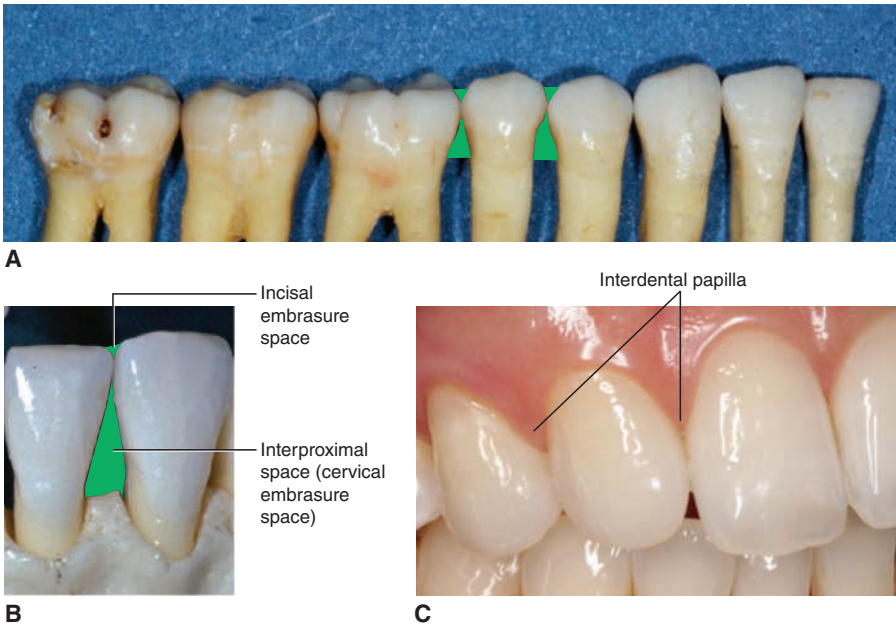 A
Incisal
embrasure
space
Interproximal
space (cervical
embrasure
space)
B
Interdental papilla
C